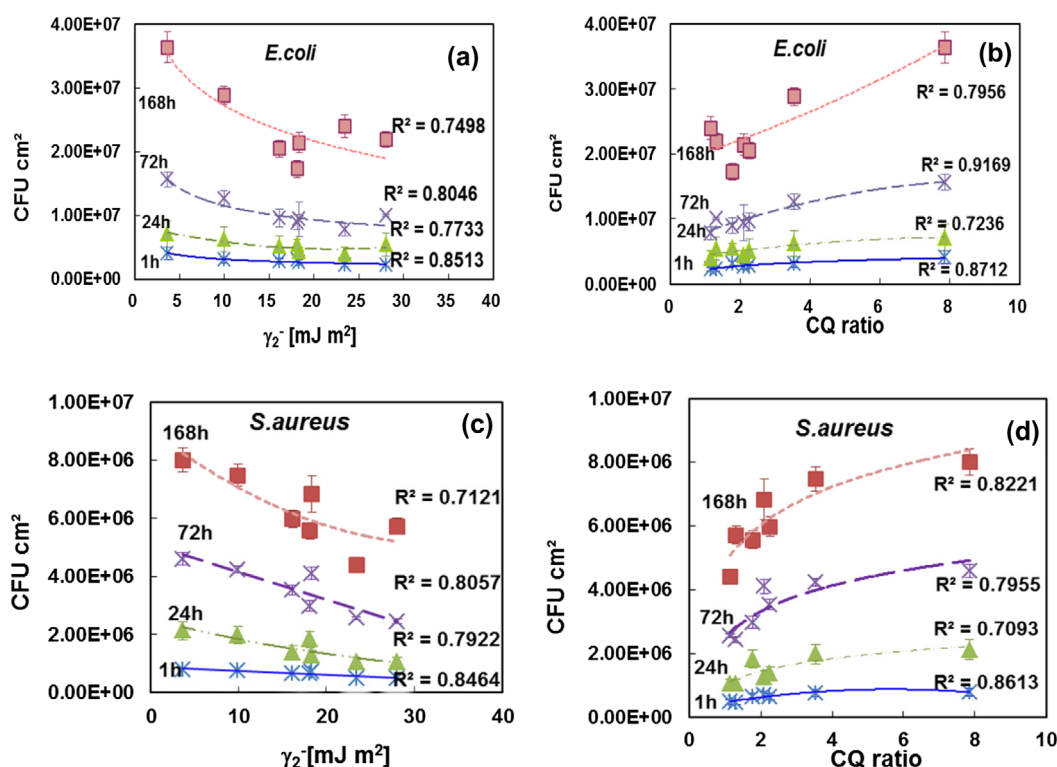 4.00E+07
3.00E+07
2.00E+07
1.00E+07
0.00E+00
CFU cm²
E.coli
(a)
168h
72h
24h
1h
R² = 0.7498
R² = 0.8046
R² = 0.7733
R² = 0.8513
0 5 10 15 20 25 30 35 40
γ₂⁻ [mJ m²]
4.00E+07
3.00E+07
2.00E+07
1.00E+07
0.00E+00
CFU cm²
E.coli
(b)
168h
72h
24h
1h
R² = 0.7956
R² = 0.9169
R² = 0.7236
R² = 0.8712
0 2 4 6 8 10
CQ ratio
1.00E+07
8.00E+06
6.00E+06
4.00E+06
2.00E+06
0.00E+00
CFU cm²
S.aureus
(c)
168h
72h
24h
1h
R² = 0.7121
R² = 0.8057
R² = 0.7922
R² = 0.8464
0 10 20 30 40
γ₂⁻[mJ m²]
1.00E+07
8.00E+06
6.00E+06
4.00E+06
2.00E+06
0.00E+00
CFU cm²
S.aureus
(d)
168h
72h
24h
1h
R² = 0.8221
R² = 0.7955
R² = 0.7093
R² = 0.8613
0 2 4 6 8 10
CQ ratio